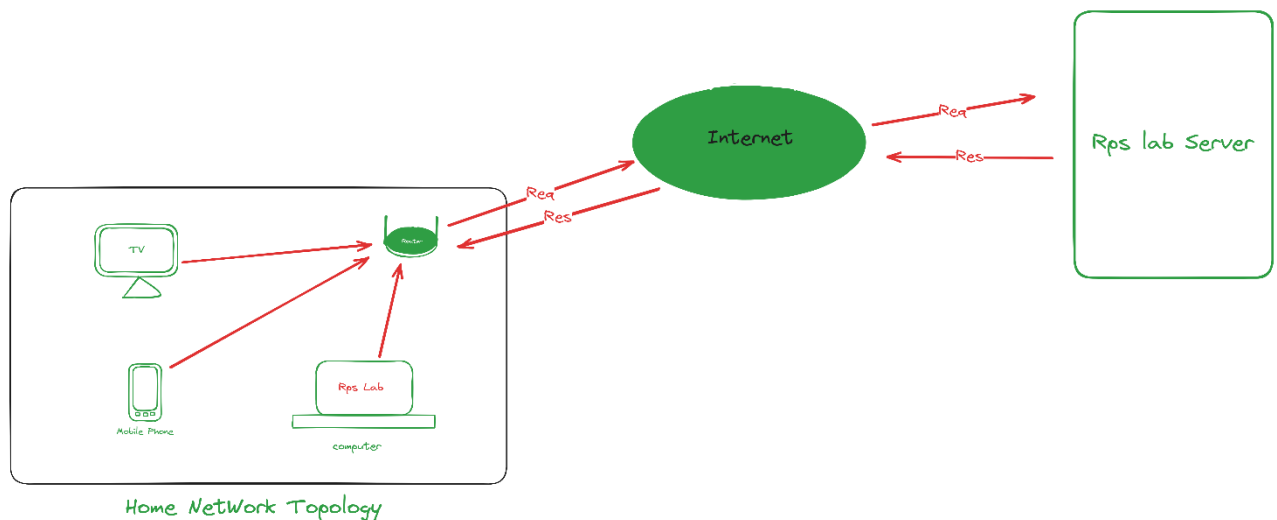 Internet
Req
Res
Rps lab Server
Req
Res
TV
Router
Rps Lab
Mobile Phone
computer
Home NetWork Topology